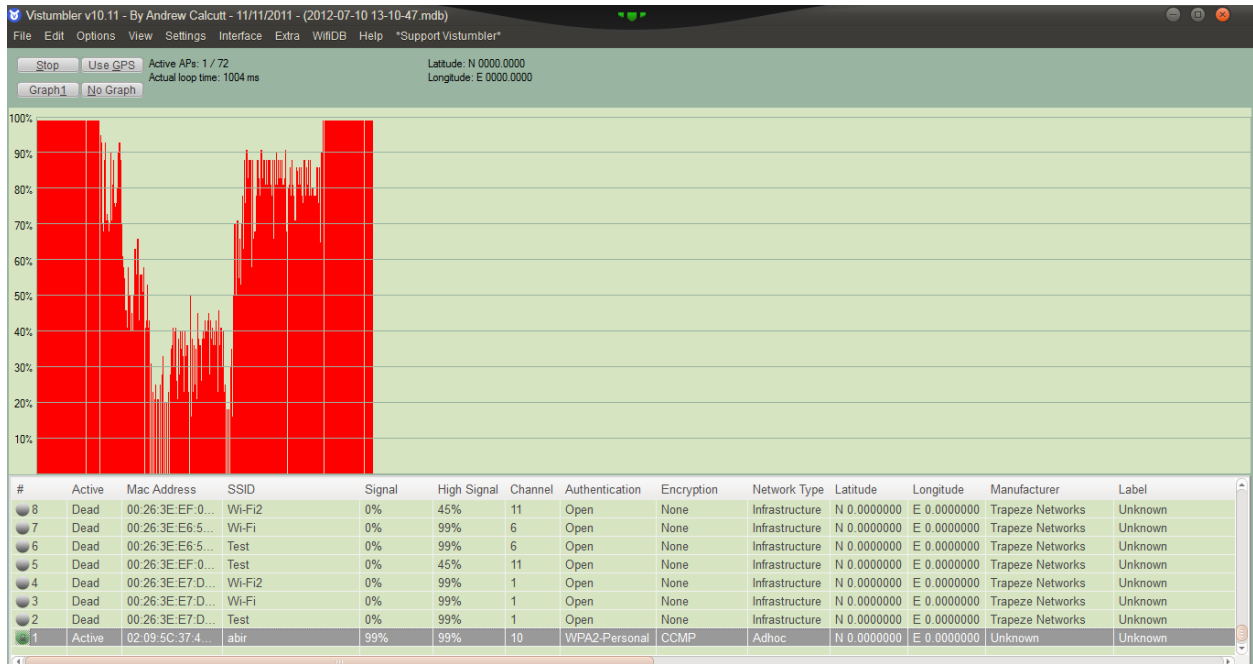 Vistumbler v10.11 - By Andrew Calcutt - 11/11/2011 - (2012-07-10 13-10-47.mdb)
File Edit Options View Settings Interface Extra WifiDB Help *Support Vistumbler*
Stop Use GPS Active APs: 1 / 72 Latitude: N 0000.0000
Actual loop time: 1004 ms Longitude: E 0000.0000
Graph1 No Graph
100%
90%
80%
70%
60%
50%
40%
30%
20%
10%
# Active Mac Address SSID Signal High Signal Channel Authentication Encryption Network Type Latitude Longitude Manufacturer Label
8 Dead 00:26:3E:EF:0... Wi-Fi2 0% 45% 11 Open None Infrastructure N 0.0000000 E 0.0000000 Trapeze Networks Unknown
7 Dead 00:26:3E:E6:5... Wi-Fi 0% 99% 6 Open None Infrastructure N 0.0000000 E 0.0000000 Trapeze Networks Unknown
6 Dead 00:26:3E:E6:5... Test 0% 99% 6 Open None Infrastructure N 0.0000000 E 0.0000000 Trapeze Networks Unknown
5 Dead 00:26:3E:EF:0... Test 0% 45% 11 Open None Infrastructure N 0.0000000 E 0.0000000 Trapeze Networks Unknown
4 Dead 00:26:3E:E7:D... Wi-Fi2 0% 99% 1 Open None Infrastructure N 0.0000000 E 0.0000000 Trapeze Networks Unknown
3 Dead 00:26:3E:E7:D... Wi-Fi 0% 99% 1 Open None Infrastructure N 0.0000000 E 0.0000000 Trapeze Networks Unknown
2 Dead 00:26:3E:E7:D... Test 0% 99% 1 Open None Infrastructure N 0.0000000 E 0.0000000 Trapeze Networks Unknown
1 Active 02:09:5C:37:4... abir 99% 99% 10 WPA2-Personal CCMP Adhoc N 0.0000000 E 0.0000000 Unknown Unknown